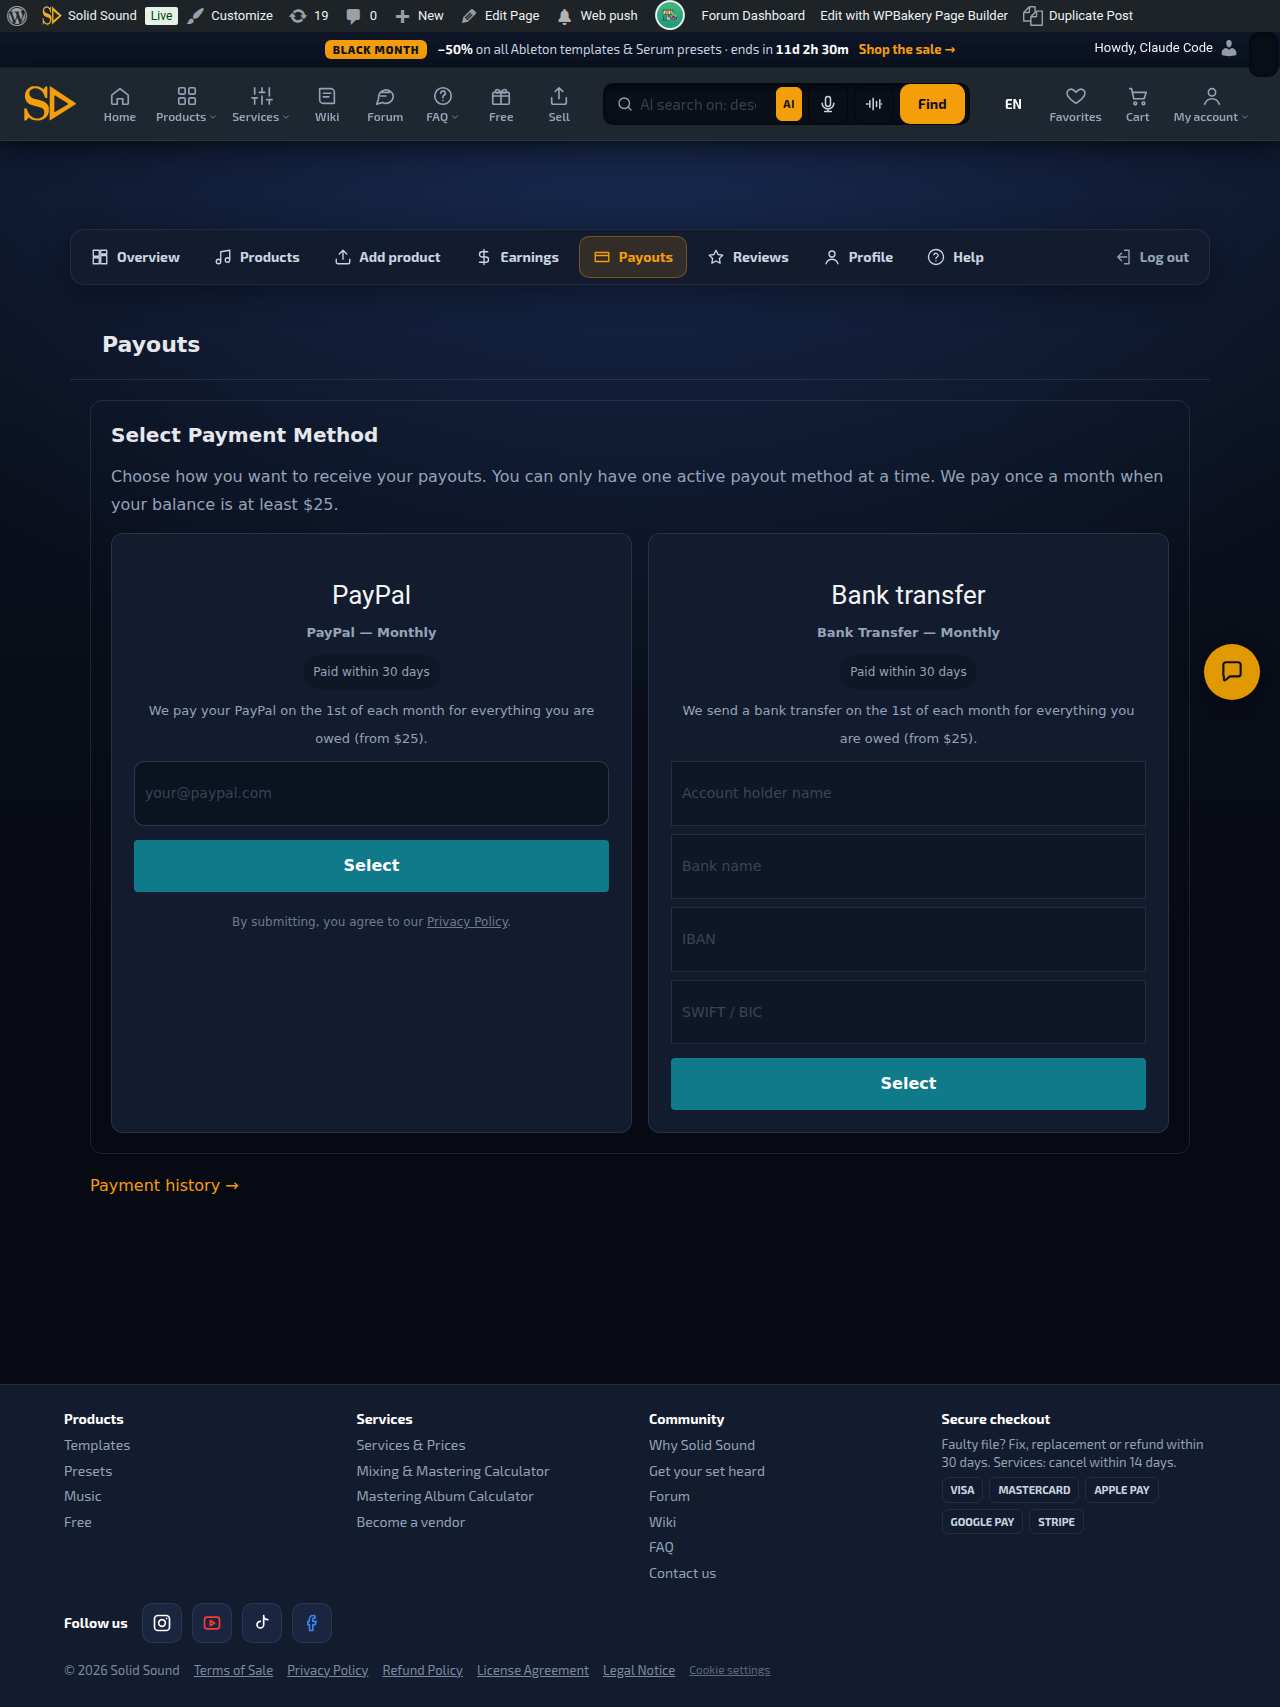 Solid Sound Live Customize 19 0 New Edit Page Web push Forum Dashboard Edit with WPBakery Page Builder Duplicate Post
BLACK MONTH –50% on all Ableton templates & Serum presets · ends in 11d 2h 30m Shop the sale →
Howdy, Claude Code
Home Products Services Wiki Forum FAQ Free Sell
AI search on: des
AI
Find
EN
Favorites Cart My account
Overview Products Add product Earnings Payouts Reviews Profile Help Log out
Payouts
Select Payment Method
Choose how you want to receive your payouts. You can only have one active payout method at a time. We pay once a month when
your balance is at least $25.
PayPal
PayPal — Monthly
Paid within 30 days
We pay your PayPal on the 1st of each month for everything you are
owed (from $25).
your@paypal.com
Select
By submitting, you agree to our Privacy Policy.
Bank transfer
Bank Transfer — Monthly
Paid within 30 days
We send a bank transfer on the 1st of each month for everything you
are owed (from $25).
Account holder name
Bank name
IBAN
SWIFT / BIC
Select
Payment history →
Products
Templates
Presets
Music
Free
Services
Services & Prices
Mixing & Mastering Calculator
Mastering Album Calculator
Become a vendor
Community
Why Solid Sound
Get your set heard
Forum
Wiki
FAQ
Contact us
Secure checkout
Faulty file? Fix, replacement or refund within
30 days. Services: cancel within 14 days.
VISA MASTERCARD APPLE PAY
GOOGLE PAY STRIPE
Follow us
© 2026 Solid Sound Terms of Sale Privacy Policy Refund Policy License Agreement Legal Notice Cookie settings